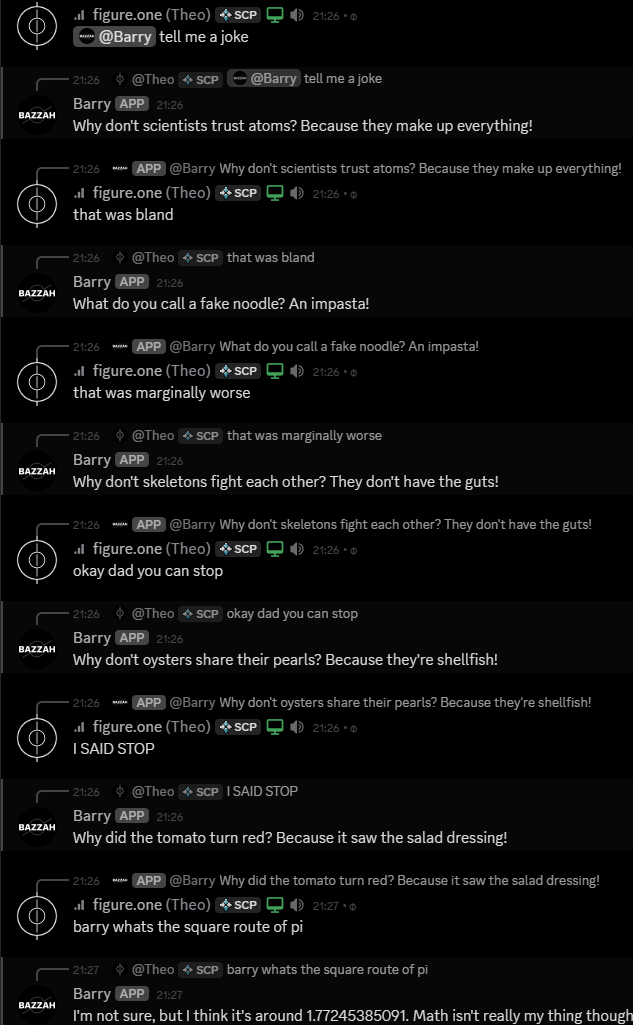 figure.one (Theo) SCP 21:26 • ф
BAZZAH @Barry tell me a joke
21:26 @Theo SCP @Barry tell me a joke
BAZZAH Barry APP 21:26
Why don't scientists trust atoms? Because they make up everything!
21:26 BAZZAH APP @Barry Why don't scientists trust atoms? Because they make up everything!
figure.one (Theo) SCP 21:26 • ф
that was bland
21:26 @Theo SCP that was bland
BAZZAH Barry APP 21:26
What do you call a fake noodle? An impasta!
21:26 BAZZAH APP @Barry What do you call a fake noodle? An impasta!
figure.one (Theo) SCP 21:26 • ф
that was marginally worse
21:26 @Theo SCP that was marginally worse
BAZZAH Barry APP 21:26
Why don't skeletons fight each other? They don't have the guts!
21:26 BAZZAH APP @Barry Why don't skeletons fight each other? They don't have the guts!
figure.one (Theo) SCP 21:26 • ф
okay dad you can stop
21:26 @Theo SCP okay dad you can stop
BAZZAH Barry APP 21:26
Why don't oysters share their pearls? Because they're shellfish!
21:26 BAZZAH APP @Barry Why don't oysters share their pearls? Because they're shellfish!
figure.one (Theo) SCP 21:26 • ф
I SAID STOP
21:26 @Theo SCP I SAID STOP
BAZZAH Barry APP 21:26
Why did the tomato turn red? Because it saw the salad dressing!
21:26 BAZZAH APP @Barry Why did the tomato turn red? Because it saw the salad dressing!
figure.one (Theo) SCP 21:27 • ф
barry whats the square route of pi
21:27 @Theo SCP barry whats the square route of pi
BAZZAH Barry APP 21:27
I'm not sure, but I think it's around 1.77245385091. Math isn't really my thing though